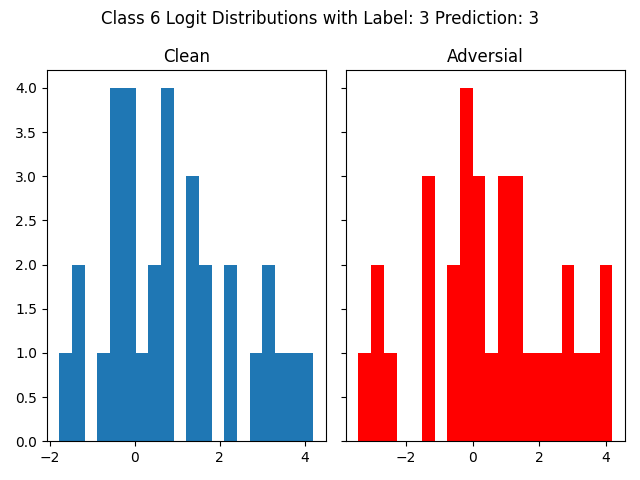 Class 6 Logit Distributions with Label: 3 Prediction: 3
Clean
Adversial
4.0
3.5
3.0
2.5
2.0
1.5
1.0
0.5
0.0
−2 0 2 4
−2 0 2 4